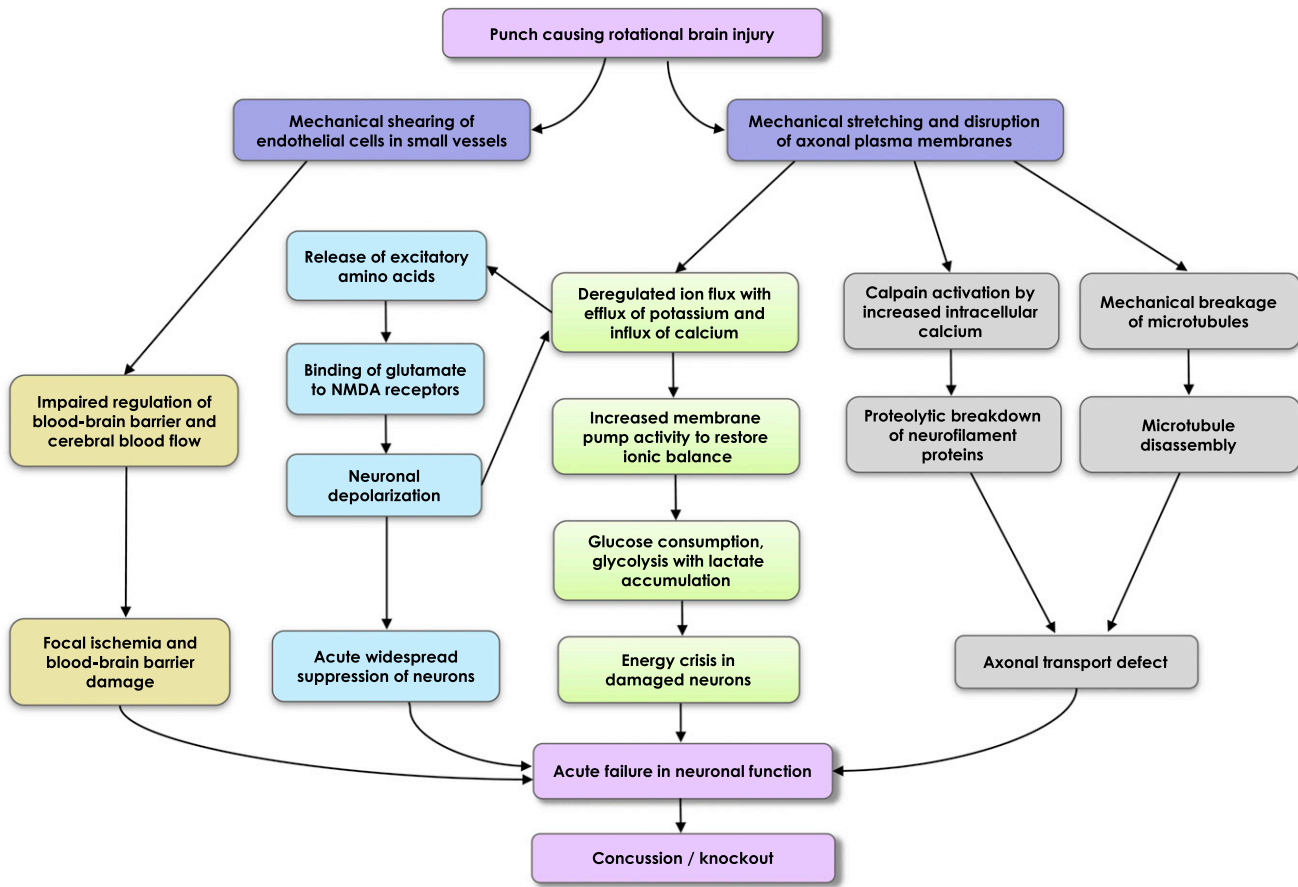 Punch causing rotational brain injury
Mechanical shearing of
endothelial cells in small vessels
Mechanical stretching and disruption
of axonal plasma membranes
Release of excitatory
amino acids
Deregulated ion flux with
efflux of potassium and
influx of calcium
Calpain activation by
increased intracellular
calcium
Mechanical breakage
of microtubules
Impaired regulation of
blood-brain barrier and
cerebral blood flow
Binding of glutamate
to NMDA receptors
Increased membrane
pump activity to restore
ionic balance
Proteolytic breakdown
of neurofilament
proteins
Microtubule
disassembly
Neuronal
depolarization
Glucose consumption,
glycolysis with lactate
accumulation
Focal ischemia and
blood-brain barrier
damage
Acute widespread
suppression of neurons
Energy crisis in
damaged neurons
Axonal transport defect
Acute failure in neuronal function
Concussion / knockout